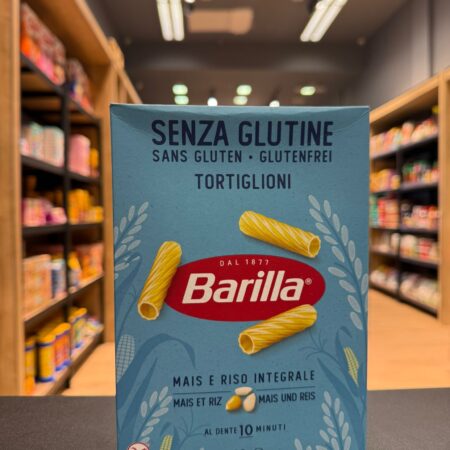 SENZA GLUTINE
SANS GLUTEN • GLUTENFREI
TORTIGLIONI
DAL 1877
Barilla®
MAIS E RISO INTEGRALE
MAIS ET RIZ MAIS UND REIS
AL DENTE 10 MINUTI